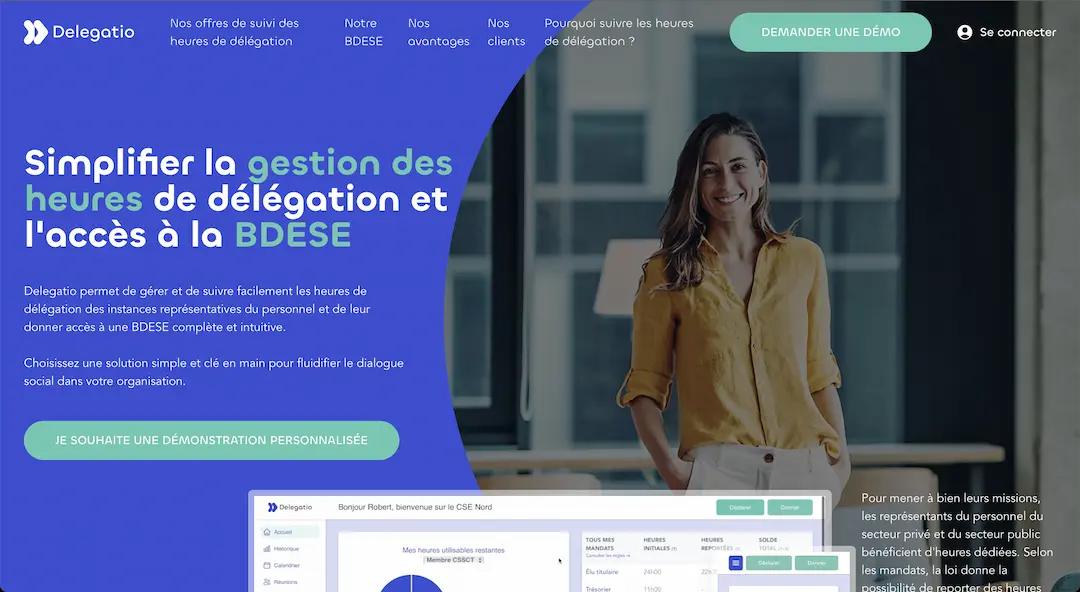 Delegatio
Nos offres de suivi des
heures de délégation
Notre
BDESE
Nos
avantages
Nos
clients
Pourquoi suivre les heures
de délégation ?
DEMANDER UNE DÉMO
Se connecter
Simplifier la gestion des
heures de délégation et
l'accès à la BDESE
Delegatio permet de gérer et de suivre facilement les heures de
délégation des instances représentatives du personnel et de leur
donner accès à une BDESE complète et intuitive.
Choisissez une solution simple et clé en main pour fluidifier le dialogue
social dans votre organisation.
JE SOUHAITE UNE DÉMONSTRATION PERSONNALISÉE
Delegatio
Bonjour Robert, bienvenue sur le CSE Nord
Déclarer
Donner
Accueil
Historique
Calendrier
Réunions
Mes heures utilisables restantes
Membre CSSCT
TOUS MES
MANDATS
Consulter les règles
HEURES
INITIALES
HEURES
REPORTÉES
SOLDE
TOTAL
Élu titulaire
24h00
Trésorier
11h00
Déclarer
Donner
Pour mener à bien leurs missions,
les représentants du personnel du
secteur privé et du secteur public
bénéficient d'heures dédiées. Selon
les mandats, la loi donne la
possibilité de reporter des heures